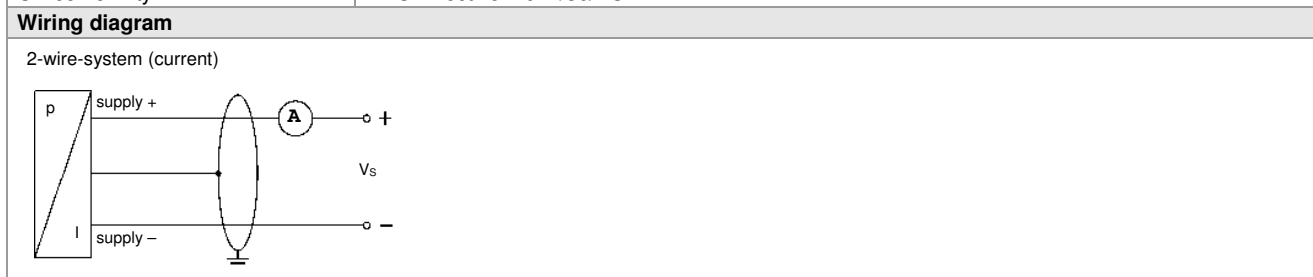 Wiring diagram
2-wire-system (current)
p
supply +
A
+
VS
I
supply –
–